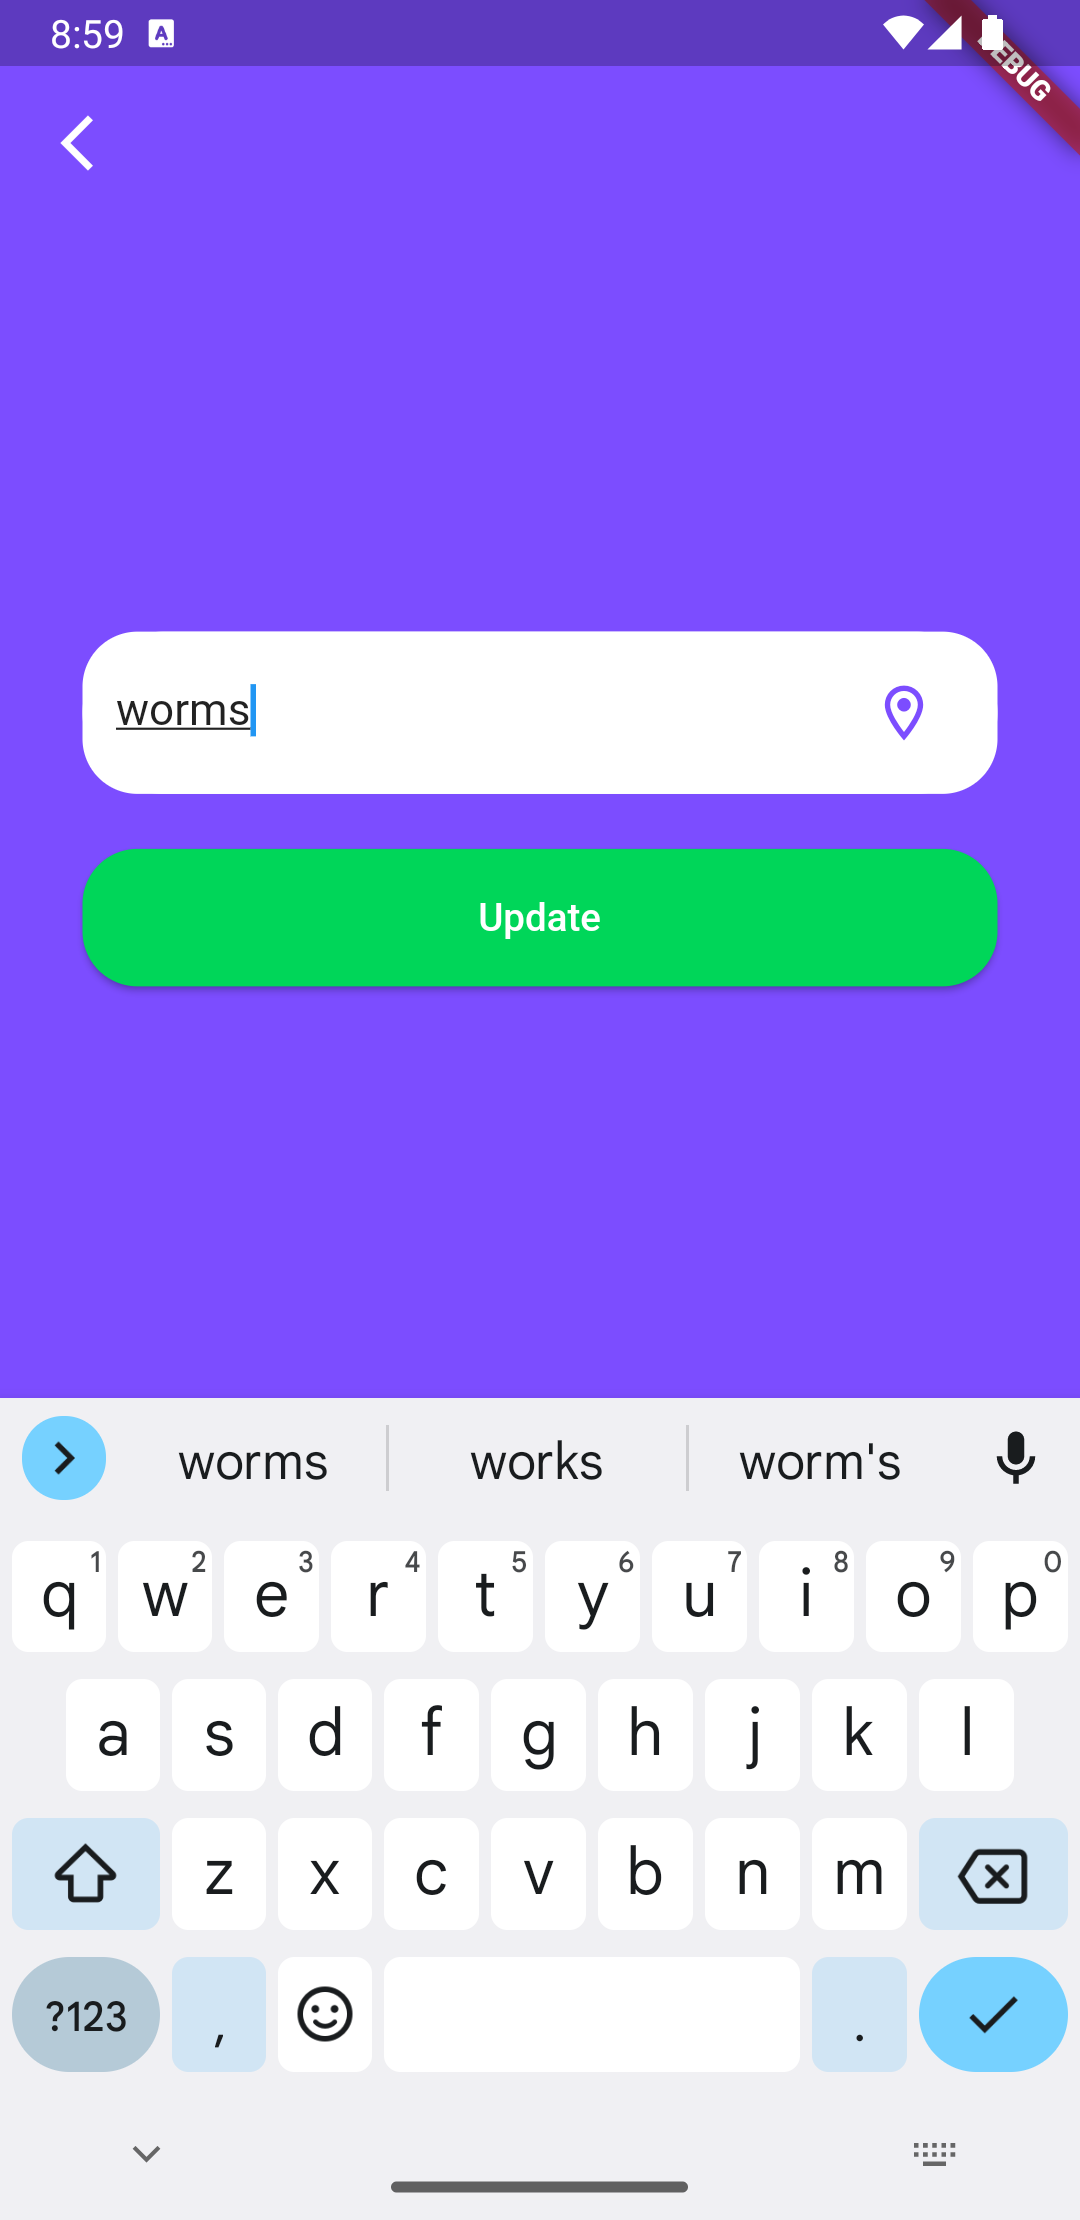 8:59
DEBUG
worms
Update
worms works worm's
q 1 w 2 e 3 r 4 t 5 y 6 u 7 i 8 o 9 p 0
a s d f g h j k l
z x c v b n m
?123 , .